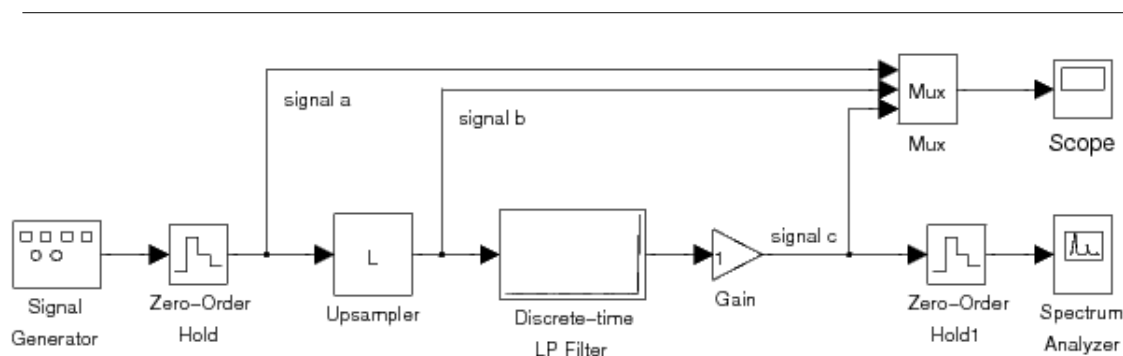 signal a
signal b
Mux
Mux
Scope
L
signal c
1
Signal
Generator
Zero-Order
Hold
Upsampler
Discrete-time
LP Filter
Gain
Zero-Order
Hold1
Spectrum
Analyzer